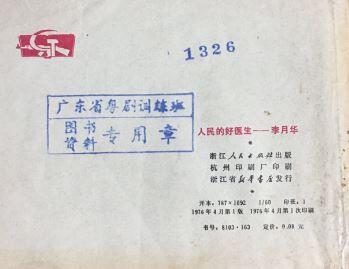 1326
广东省粤剧训练班
图书
资料 专用章
人民的好医生——李月华
浙江人民出版社出版
杭州印刷厂印刷
浙江省新华书店发行
开本：787×1092 1/60 印张：1
1976年4月第1版 1976年4月第1次印刷
书号：8103·163 定价：0.08元